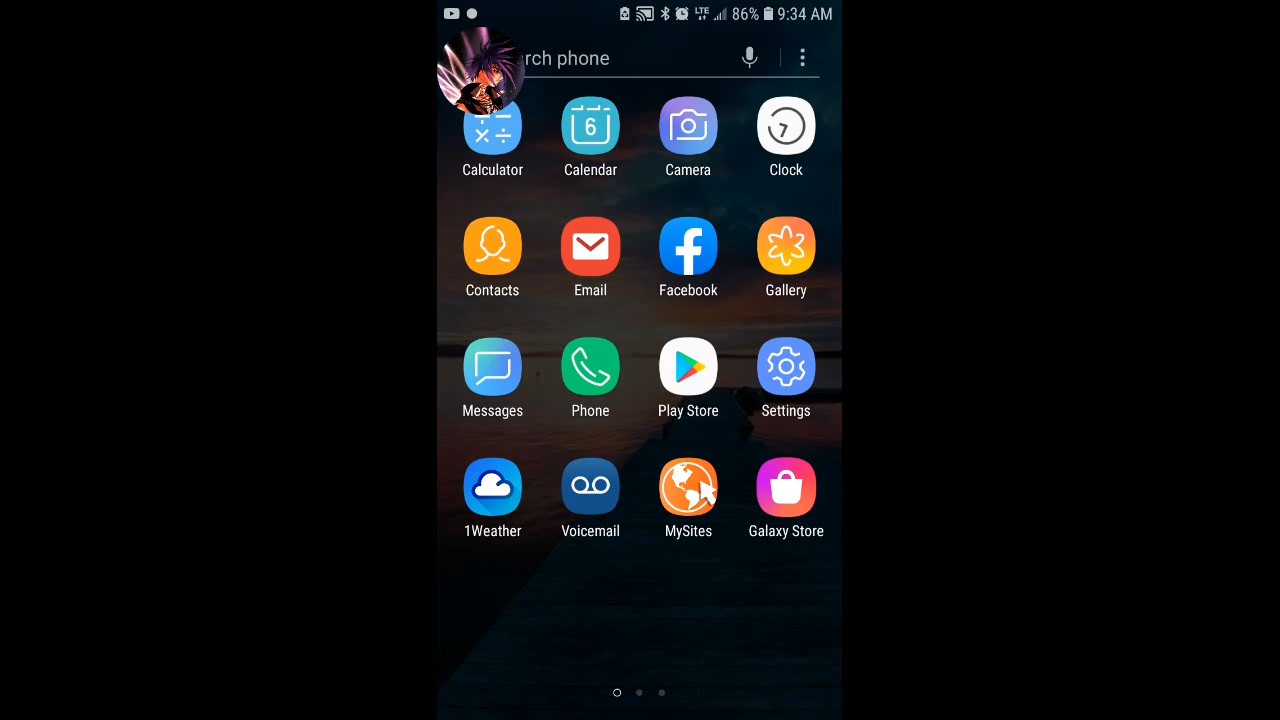 LTE 86% 9:34 AM
rch phone
6
Calculator Calendar Camera Clock
Contacts Email Facebook Gallery
Messages Phone Play Store Settings
1Weather Voicemail MySites Galaxy Store